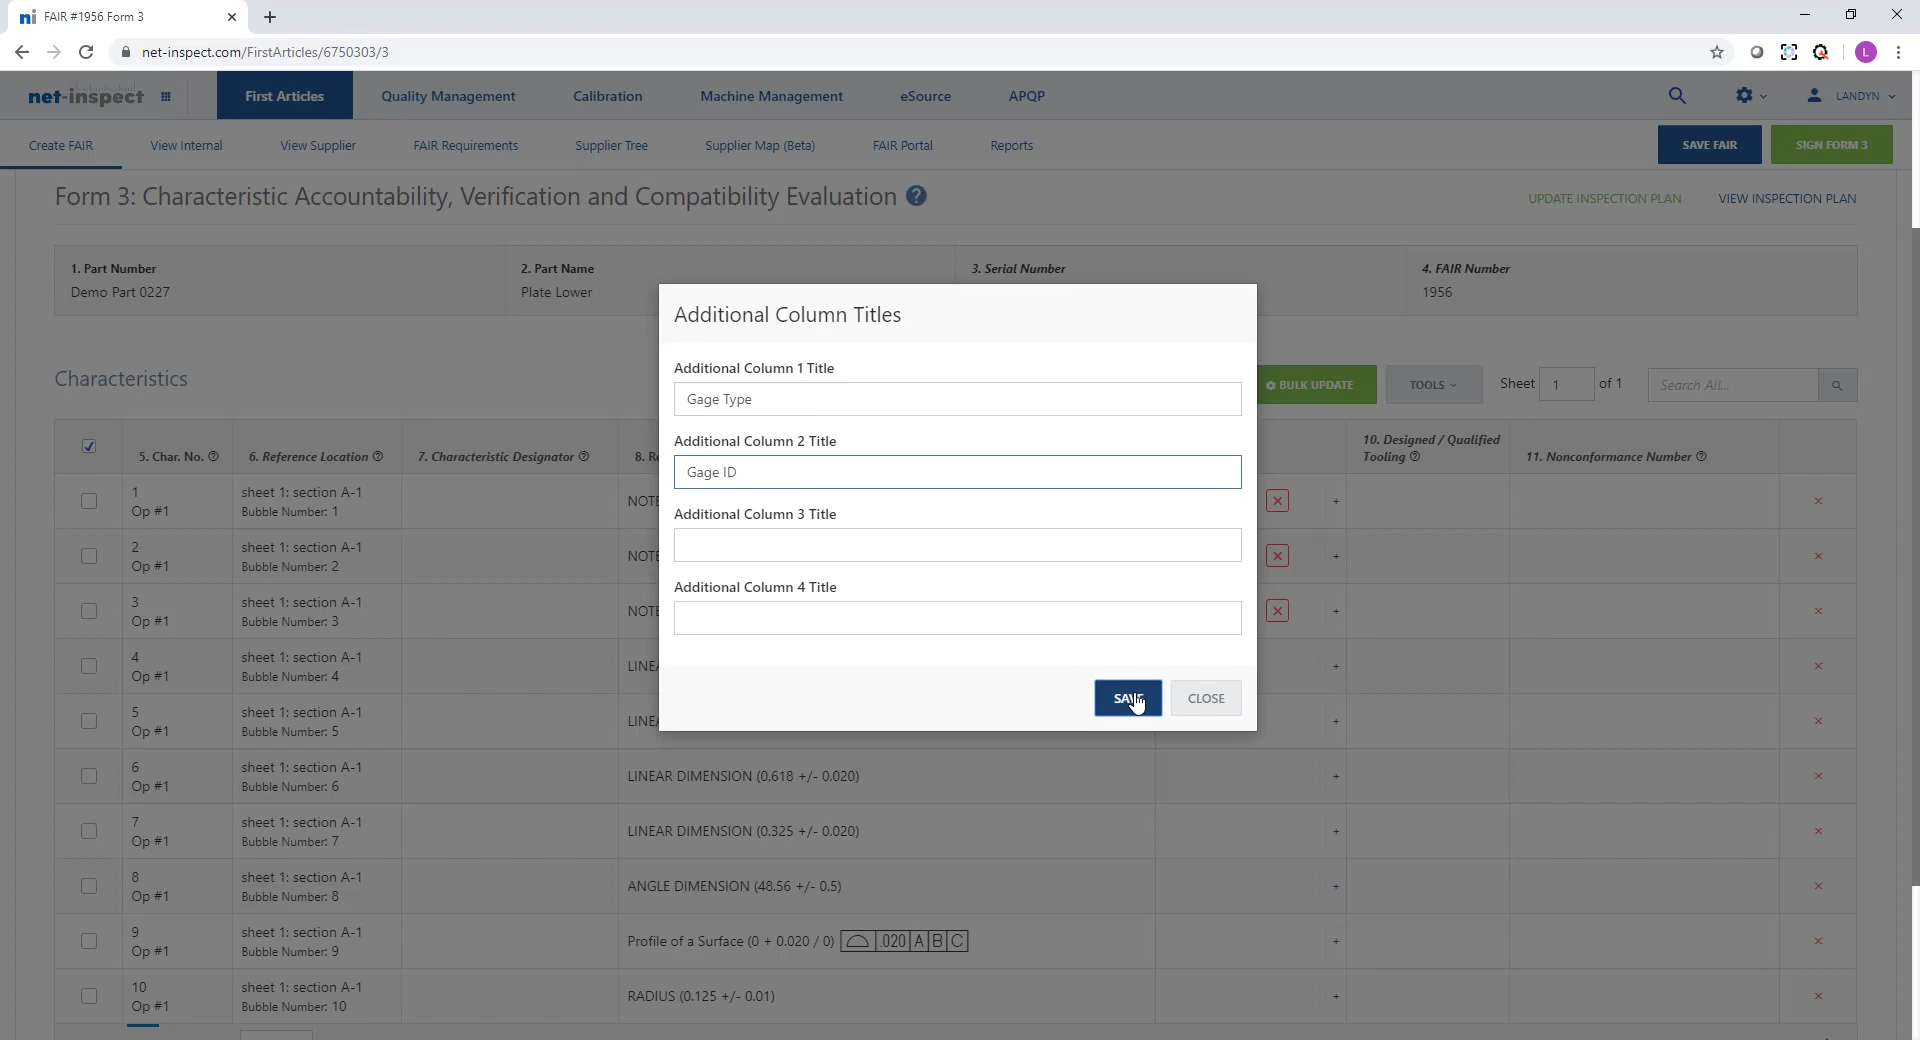 FAIR #1956 Form 3
net-inspect.com/FirstArticles/6750303/3
L
net-inspect
First Articles
Quality Management
Calibration
Machine Management
eSource
APQP
LANDYN
Create FAIR
View Internal
View Supplier
FAIR Requirements
Supplier Tree
Supplier Map (Beta)
FAIR Portal
Reports
SAVE FAIR
SIGN FORM 3
Form 3: Characteristic Accountability, Verification and Compatibility Evaluation ?
UPDATE INSPECTION PLAN
VIEW INSPECTION PLAN
1. Part Number
Demo Part 0227
2. Part Name
Plate Lower
3. Serial Number
4. FAIR Number
1956
Additional Column Titles
Additional Column 1 Title
Gage Type
Additional Column 2 Title
Gage ID
Additional Column 3 Title
Additional Column 4 Title
SAVE
CLOSE
Characteristics
BULK UPDATE
TOOLS
Sheet 1 of 1
Search All...
5. Char. No.
6. Reference Location
7. Characteristic Designator
8. R
10. Designed / Qualified
Tooling
11. Nonconformance Number
1
Op #1
sheet 1: section A-1
Bubble Number: 1
NOTE
2
Op #1
sheet 1: section A-1
Bubble Number: 2
NOTE
3
Op #1
sheet 1: section A-1
Bubble Number: 3
NOTE
4
Op #1
sheet 1: section A-1
Bubble Number: 4
LINEA
5
Op #1
sheet 1: section A-1
Bubble Number: 5
LINEA
6
Op #1
sheet 1: section A-1
Bubble Number: 6
LINEAR DIMENSION (0.618 +/- 0.020)
7
Op #1
sheet 1: section A-1
Bubble Number: 7
LINEAR DIMENSION (0.325 +/- 0.020)
8
Op #1
sheet 1: section A-1
Bubble Number: 8
ANGLE DIMENSION (48.56 +/- 0.5)
9
Op #1
sheet 1: section A-1
Bubble Number: 9
Profile of a Surface (0 + 0.020 / 0) .020 A B C
10
Op #1
sheet 1: section A-1
Bubble Number: 10
RADIUS (0.125 +/- 0.01)